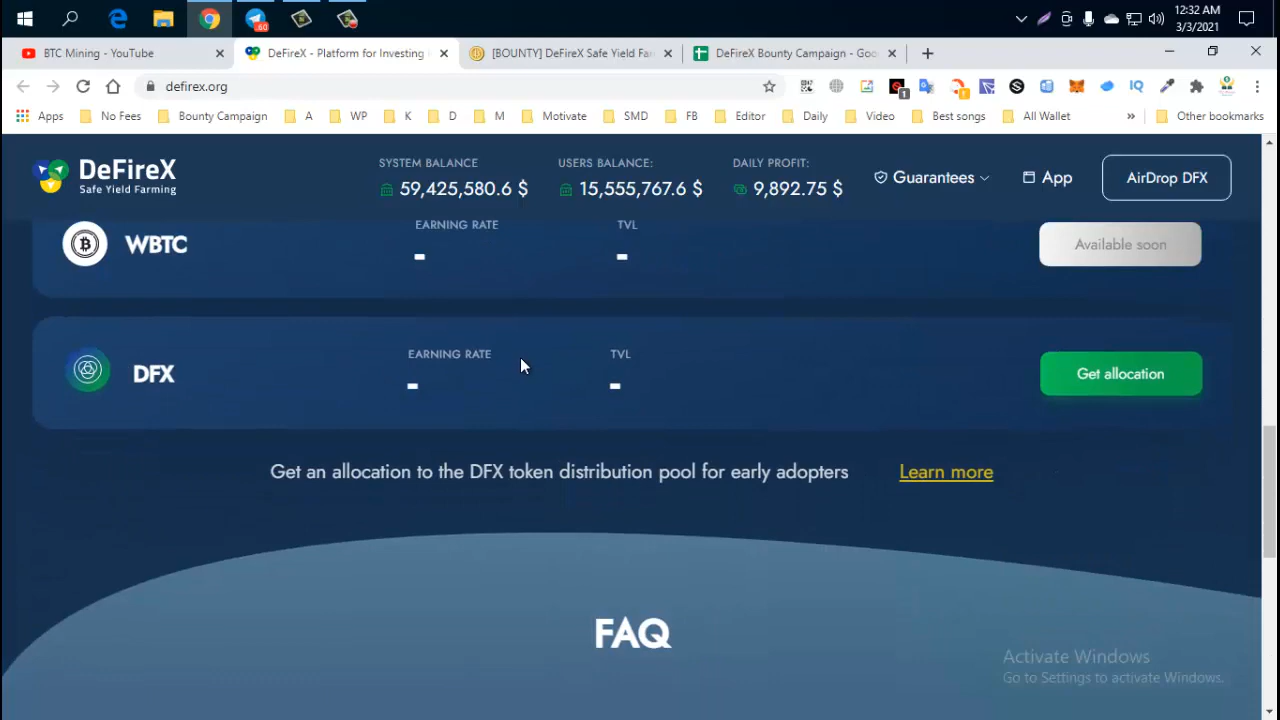 12:32 AM
3/3/2021
60
BTC Mining - YouTube
DeFireX - Platform for Investing
[BOUNTY] DeFireX Safe Yield Far
DeFireX Bounty Campaign - Goo
defirex.org
1
IQ
Apps
No Fees
Bounty Campaign
A
WP
K
D
M
Motivate
SMD
FB
Editor
Daily
Video
Best songs
All Wallet
»
Other bookmarks
DeFireX
Safe Yield Farming
SYSTEM BALANCE
59,425,580.6 $
USERS BALANCE:
15,555,767.6 $
DAILY PROFIT:
9,892.75 $
Guarantees
App
AirDrop DFX
WBTC
EARNING RATE
-
TVL
-
Available soon
DFX
EARNING RATE
-
TVL
-
Get allocation
Get an allocation to the DFX token distribution pool for early adopters
Learn more
FAQ
Activate Windows
Go to Settings to activate Windows.